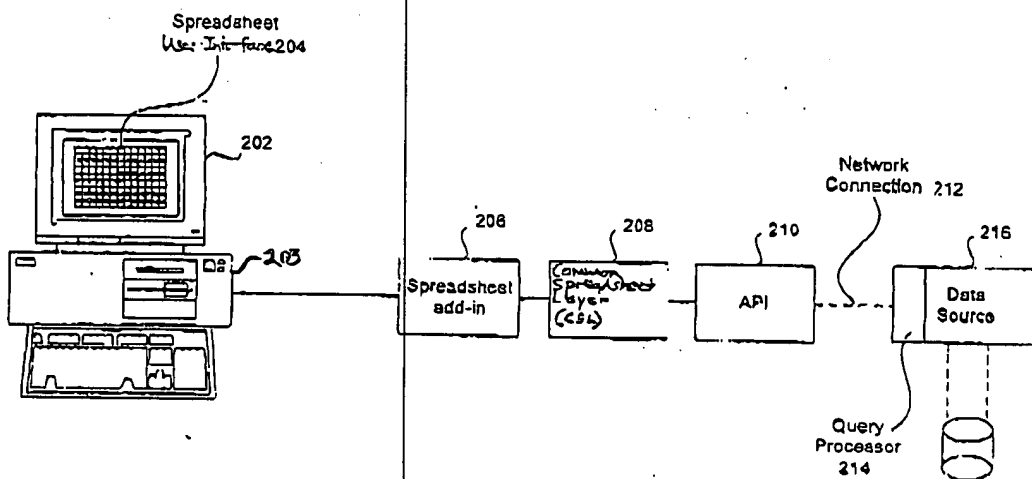 Spreadsheet
User Interface 204
202
203
206
Spreadsheet
add-in
208
Common
Spreadsheet
Layer
(CSL)
210
API
Network
Connection 212
216
Data
Source
Query
Processor
214